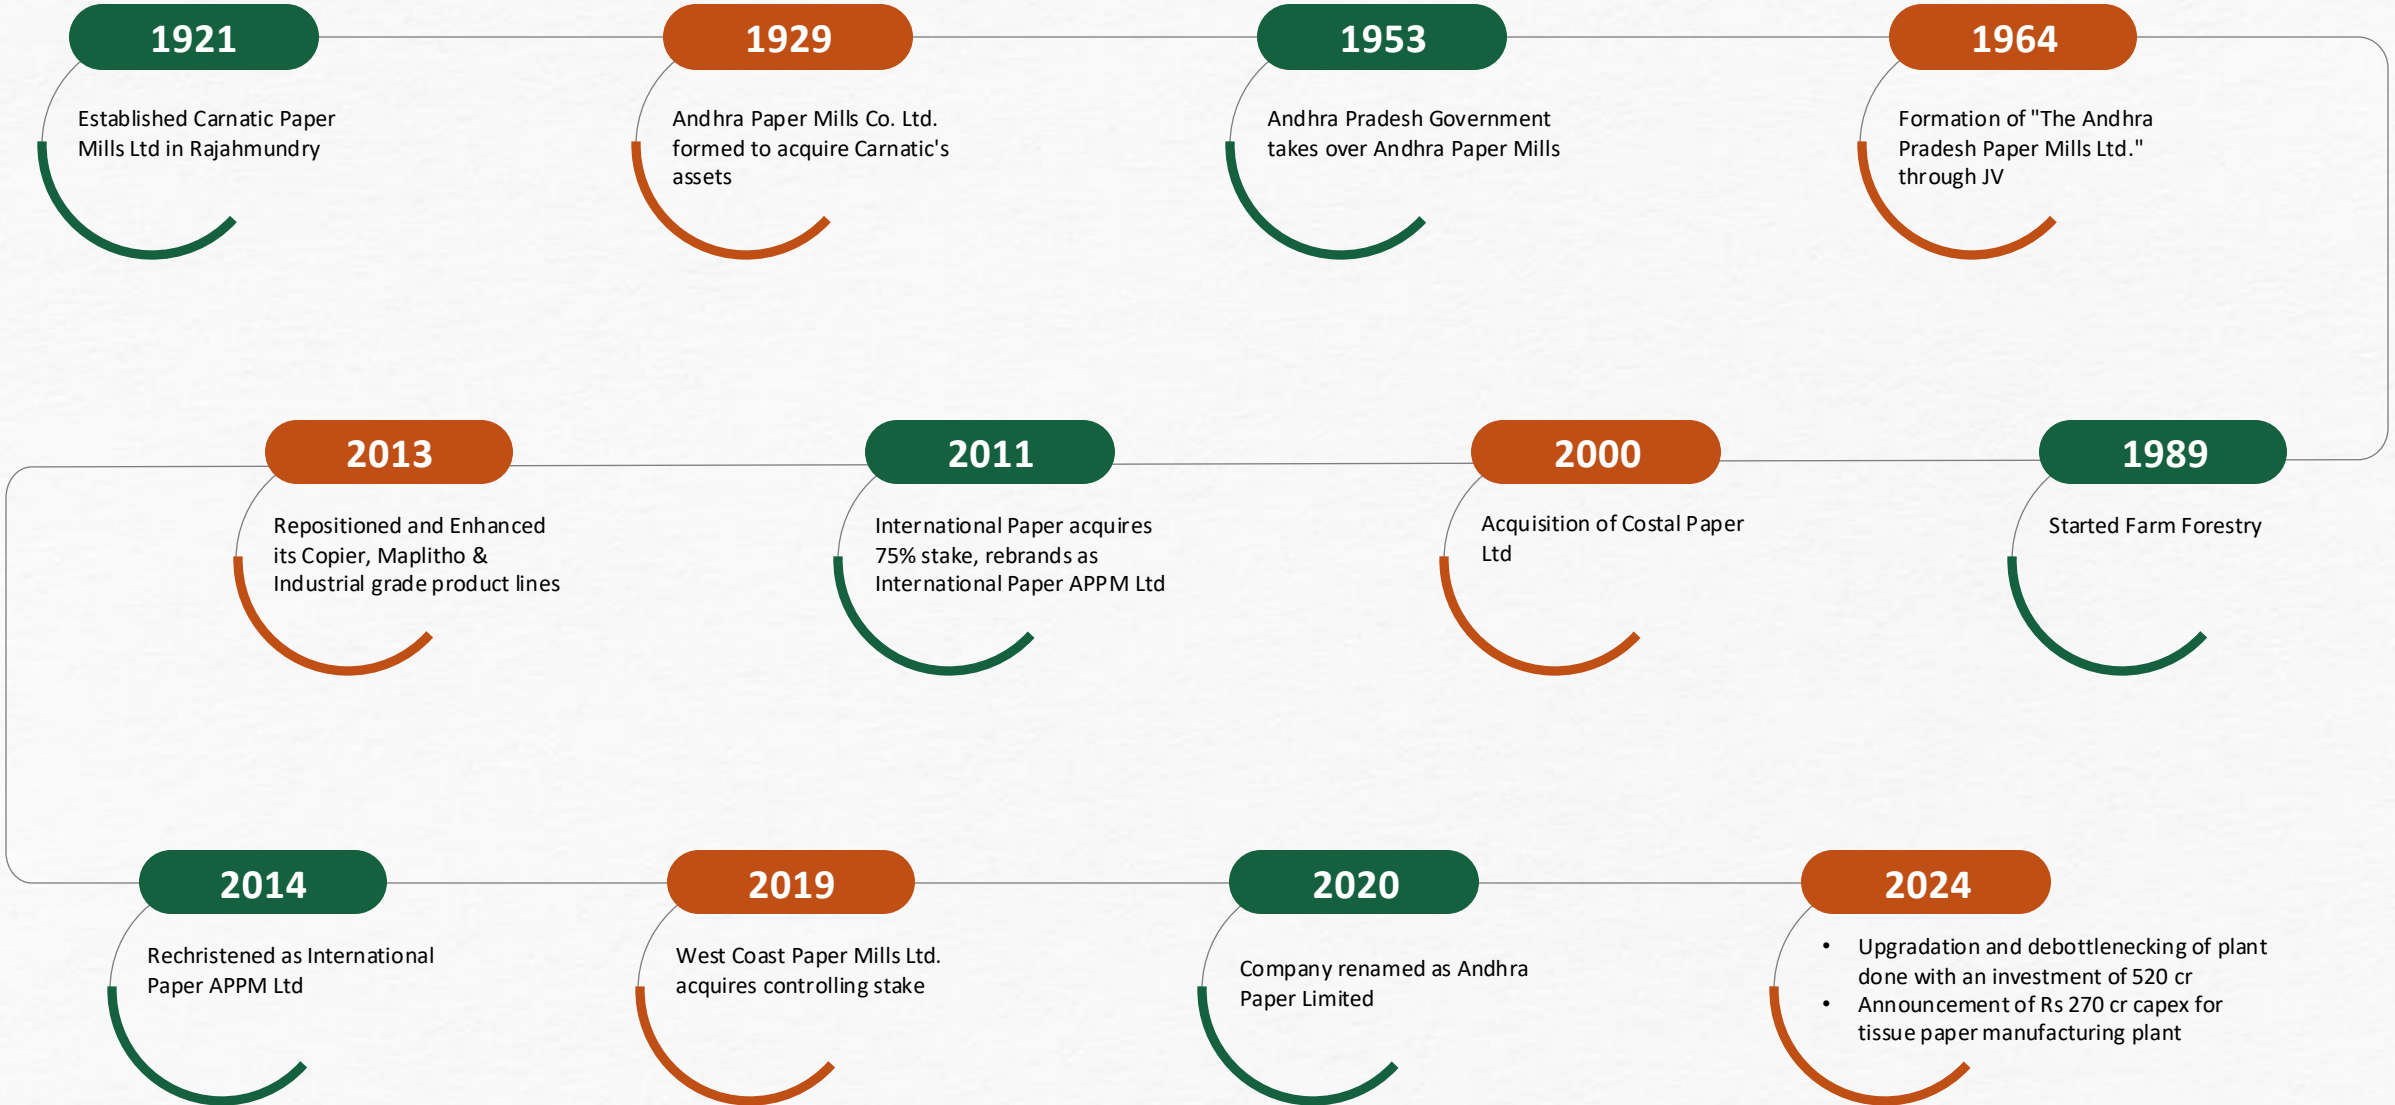 1921
Established Carnatic Paper
Mills Ltd in Rajahmundry
1929
Andhra Paper Mills Co. Ltd.
formed to acquire Carnatic's
assets
1953
Andhra Pradesh Government
takes over Andhra Paper Mills
1964
Formation of "The Andhra
Pradesh Paper Mills Ltd."
through JV
1989
Started Farm Forestry
2000
Acquisition of Costal Paper
Ltd
2011
International Paper acquires
75% stake, rebrands as
International Paper APPM Ltd
2013
Repositioned and Enhanced
its Copier, Maplitho &
Industrial grade product lines
2014
Rechristened as International
Paper APPM Ltd
2019
West Coast Paper Mills Ltd.
acquires controlling stake
2020
Company renamed as Andhra
Paper Limited
2024
• Upgradation and debottlenecking of plant
done with an investment of 520 cr
• Announcement of Rs 270 cr capex for
tissue paper manufacturing plant